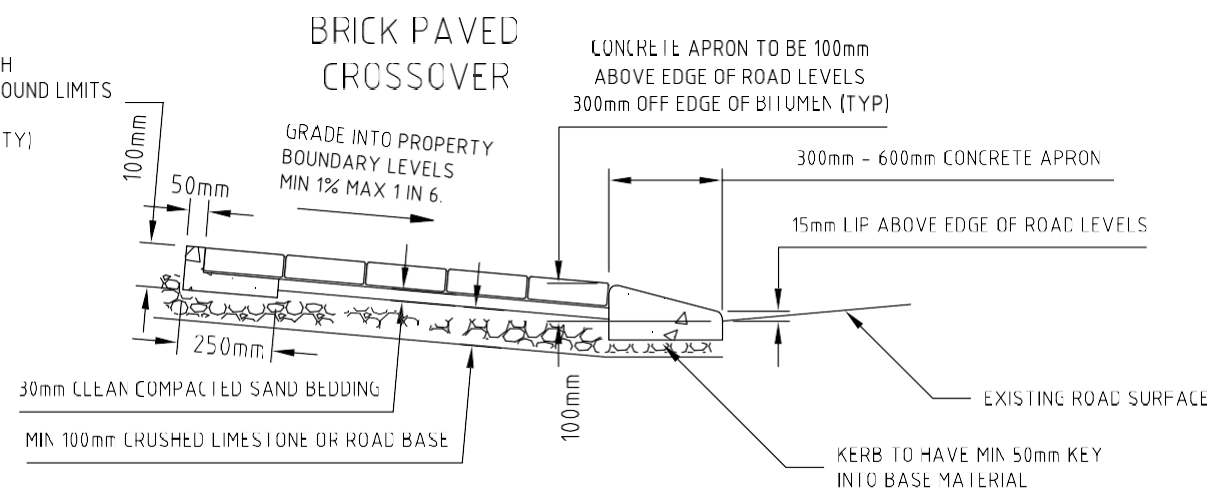 BRICK PAVED
CROSSOVER
H
OUND LIMITS
TY)
100mm
50mm
GRADE INTO PROPERTY
BOUNDARY LEVELS
MIN 1% MAX 1 IN 6.
CONCRETE APRON TO BE 100mm
ABOVE EDGE OF ROAD LEVELS
300mm OFF EDGE OF BITUMEN (TYP)
300mm - 600mm CONCRETE APRON
15mm LIP ABOVE EDGE OF ROAD LEVELS
250mm
30mm CLEAN COMPACTED SAND BEDDING
MIN 100mm CRUSHED LIMESTONE OR ROAD BASE
100mm
EXISTING ROAD SURFACE
KERB TO HAVE MIN 50mm KEY
INTO BASE MATERIAL